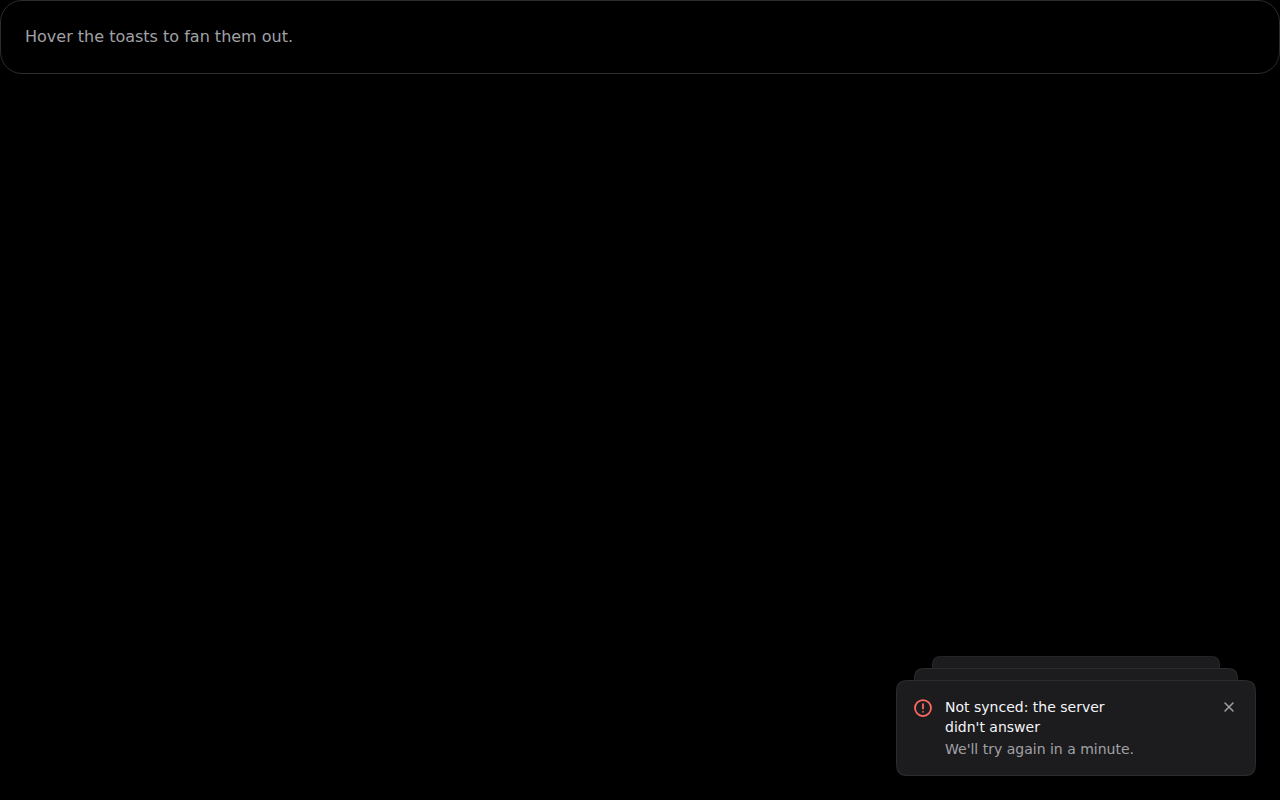 Hover the toasts to fan them out.
Not synced: the server
didn't answer
We'll try again in a minute.